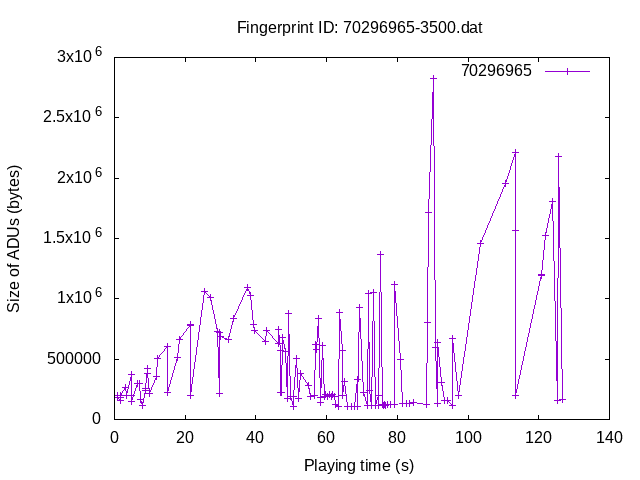 Fingerprint ID: 70296965-3500.dat
70296965
3x10^6
2.5x10^6
2x10^6
1.5x10^6
1x10^6
500000
0
Size of ADUs (bytes)
0 20 40 60 80 100 120 140
Playing time (s)